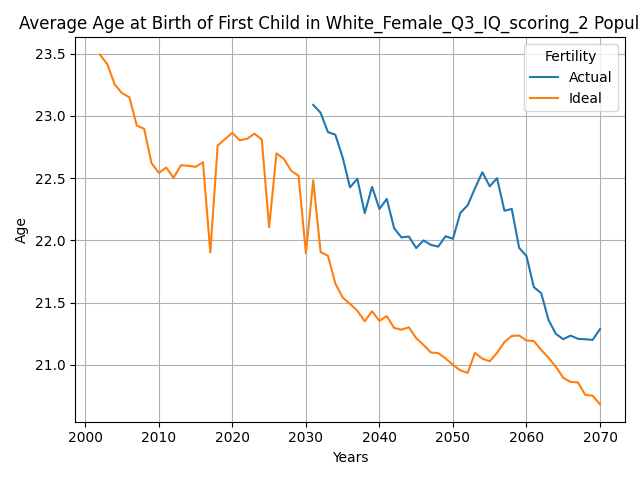 Average Age at Birth of First Child in White_Female_Q3_IQ_scoring_2 Popul
Fertility
Actual
Ideal
23.5
23.0
22.5
22.0
21.5
21.0
Age
2000 2010 2020 2030 2040 2050 2060 2070
Years